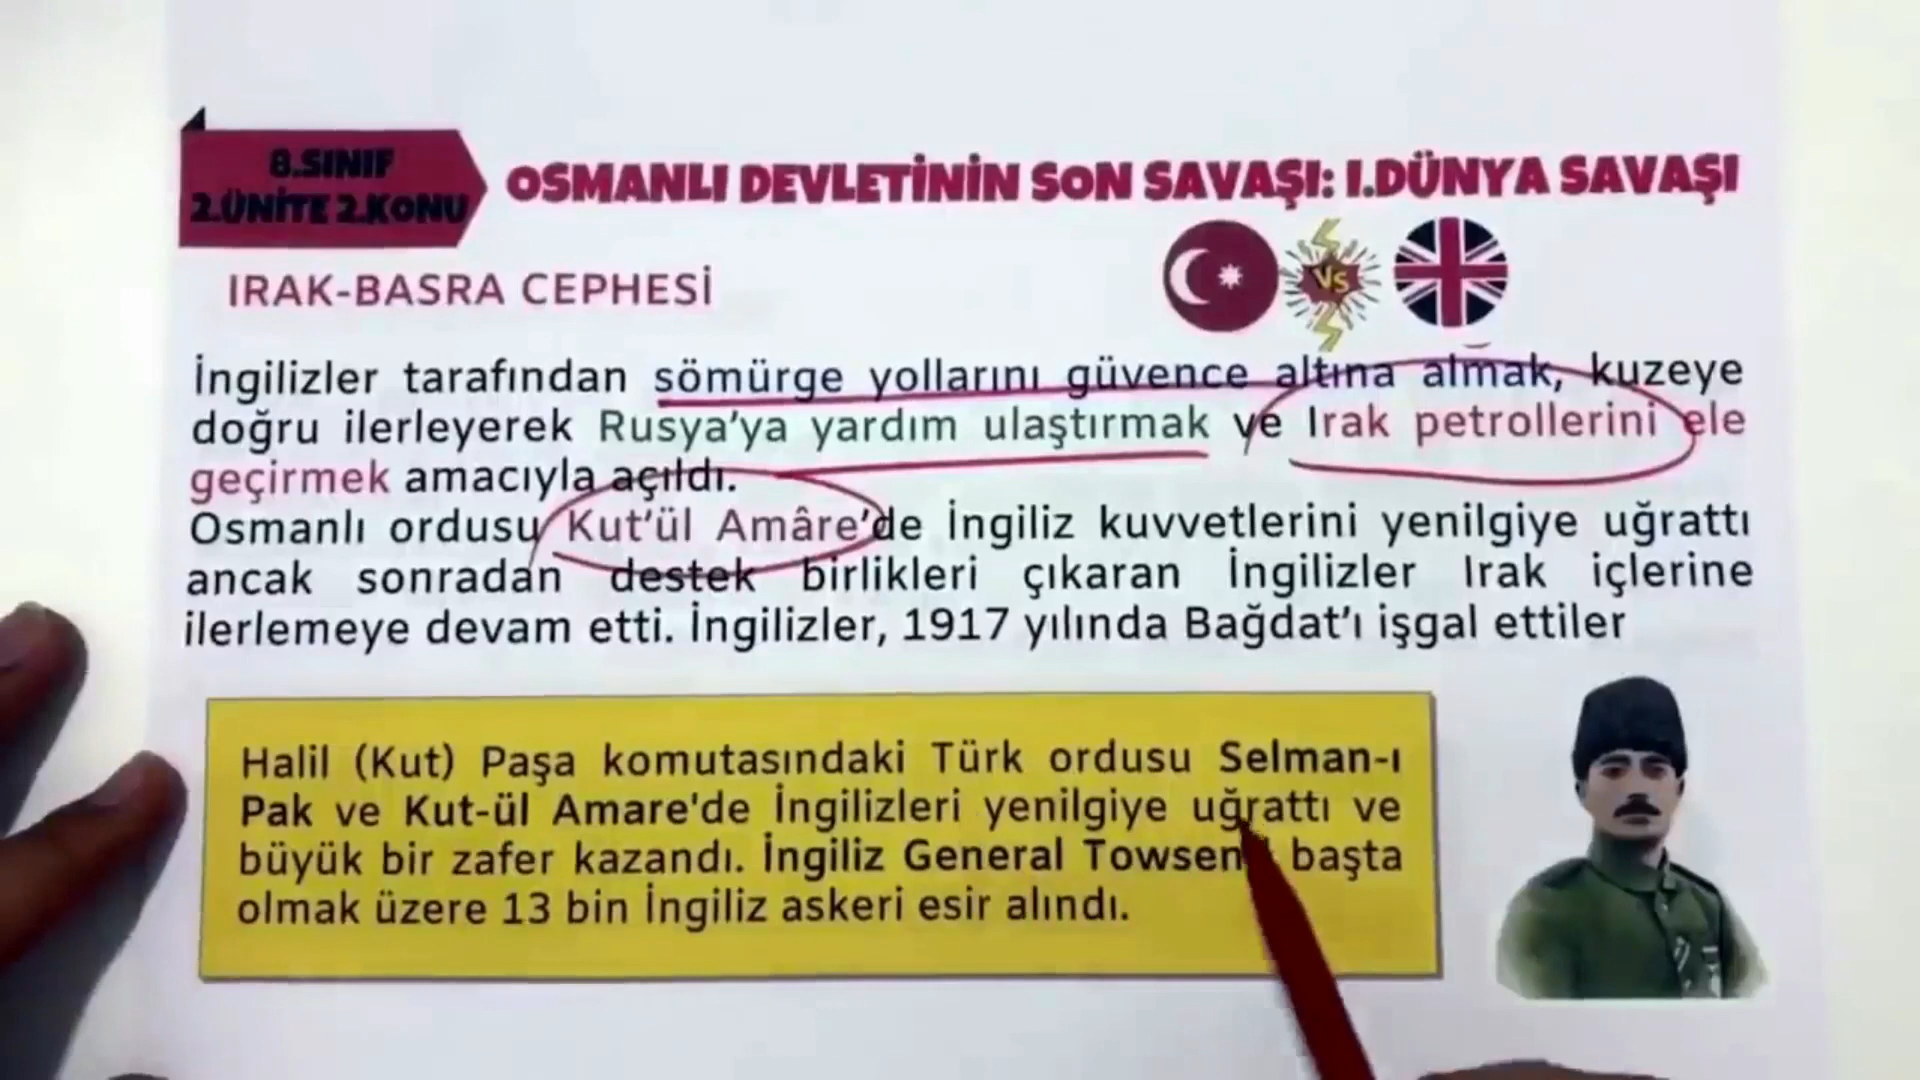 8.SINIF
2.ÜNİTE 2.KONU
OSMANLI DEVLETİNİN SON SAVAŞI: I.DÜNYA SAVAŞI
VS
IRAK-BASRA CEPHESİ
İngilizler tarafından sömürge yollarını güvence altına almak, kuzeye
doğru ilerleyerek Rusya'ya yardım ulaştırmak ve Irak petrollerini ele
geçirmek amacıyla açıldı.
Osmanlı ordusu Kut'ül Amâre'de İngiliz kuvvetlerini yenilgiye uğrattı
ancak sonradan destek birlikleri çıkaran İngilizler Irak içlerine
ilerlemeye devam etti. İngilizler, 1917 yılında Bağdat'ı işgal ettiler
Halil (Kut) Paşa komutasındaki Türk ordusu Selman-ı
Pak ve Kut-ül Amare'de İngilizleri yenilgiye uğrattı ve
büyük bir zafer kazandı. İngiliz General başta
olmak üzere 13 bin İngiliz askeri esir alındı.